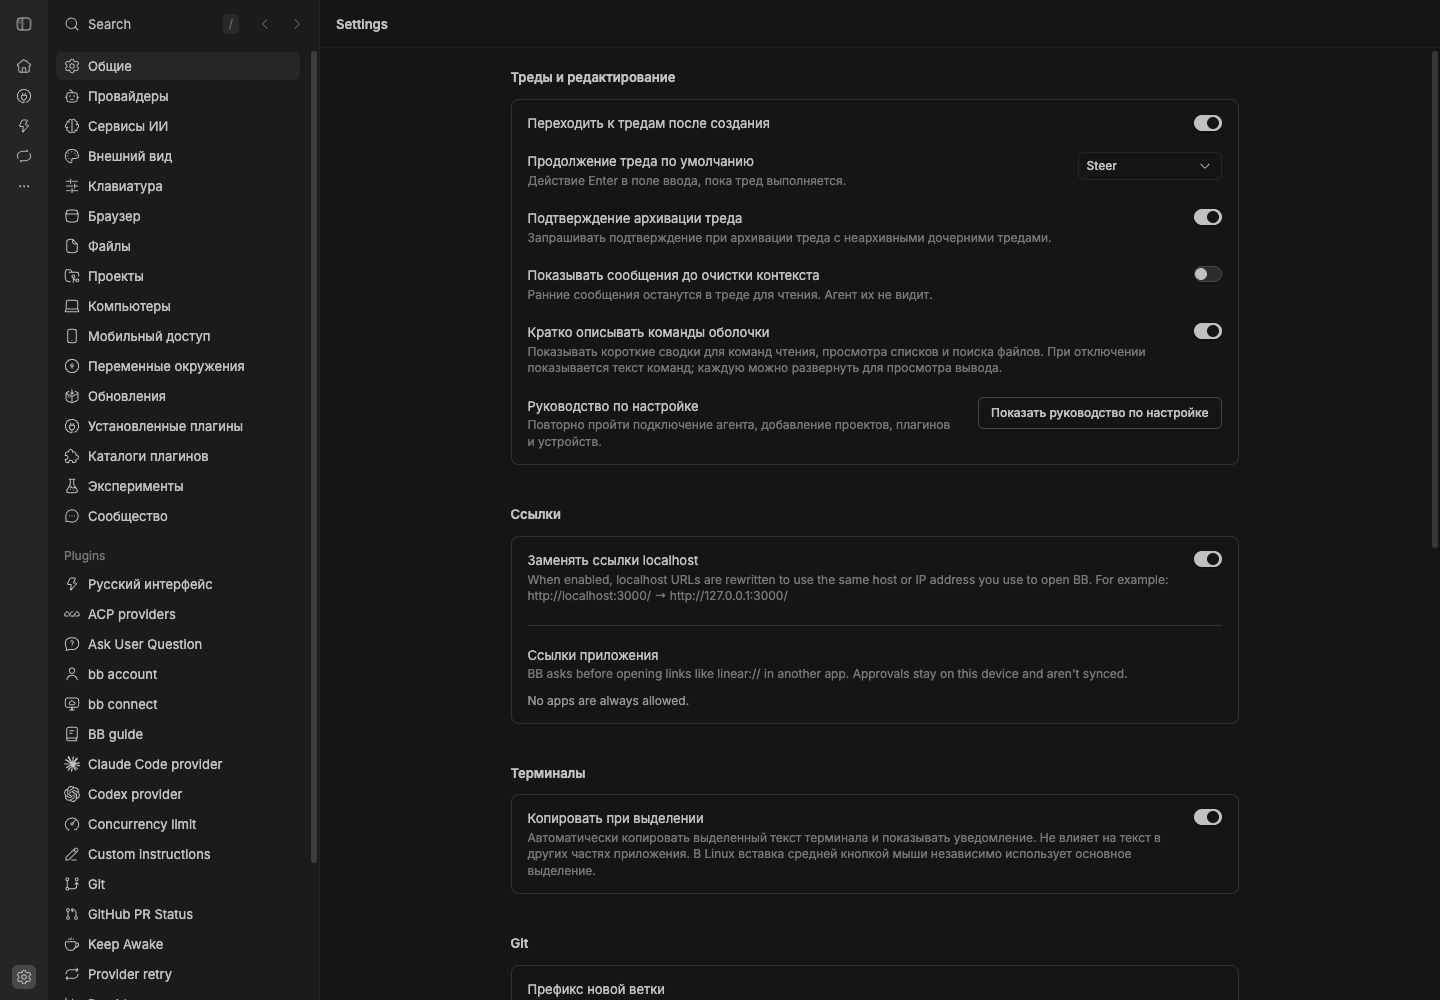 Search
/
Settings
Общие
Провайдеры
Сервисы ИИ
Внешний вид
Клавиатура
Браузер
Файлы
Проекты
Компьютеры
Мобильный доступ
Переменные окружения
Обновления
Установленные плагины
Каталоги плагинов
Эксперименты
Сообщество
Plugins
Русский интерфейс
ACP providers
Ask User Question
bb account
bb connect
BB guide
Claude Code provider
Codex provider
Concurrency limit
Custom instructions
Git
GitHub PR Status
Keep Awake
Provider retry
Треды и редактирование
Переходить к тредам после создания
Продолжение треда по умолчанию
Действие Enter в поле ввода, пока тред выполняется.
Steer
Подтверждение архивации треда
Запрашивать подтверждение при архивации треда с неархивными дочерними тредами.
Показывать сообщения до очистки контекста
Ранние сообщения останутся в треде для чтения. Агент их не видит.
Кратко описывать команды оболочки
Показывать короткие сводки для команд чтения, просмотра списков и поиска файлов. При отключении
показывается текст команд; каждую можно развернуть для просмотра вывода.
Руководство по настройке
Повторно пройти подключение агента, добавление проектов, плагинов
и устройств.
Показать руководство по настройке
Ссылки
Заменять ссылки localhost
When enabled, localhost URLs are rewritten to use the same host or IP address you use to open BB. For example:
http://localhost:3000/ → http://127.0.0.1:3000/
Ссылки приложения
BB asks before opening links like linear:// in another app. Approvals stay on this device and aren't synced.
No apps are always allowed.
Терминалы
Копировать при выделении
Автоматически копировать выделенный текст терминала и показывать уведомление. Не влияет на текст в
других частях приложения. В Linux вставка средней кнопкой мыши независимо использует основное
выделение.
Git
Префикс новой ветки